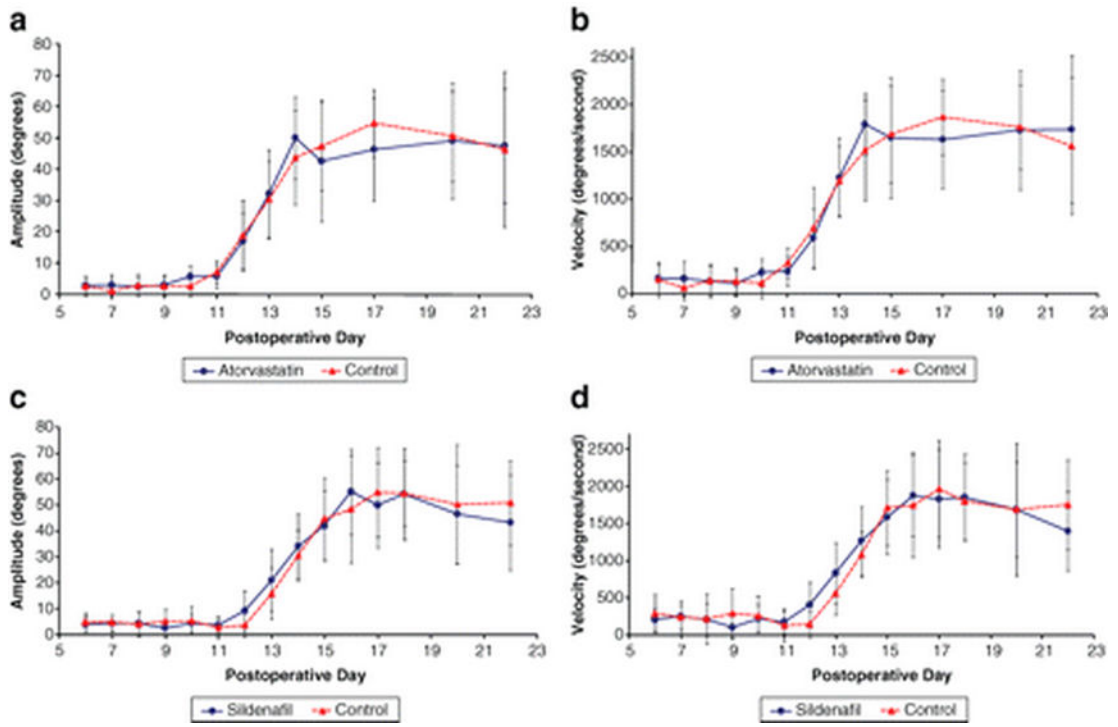 a
80
70
60
50
40
30
20
10
0
Amplitude (degrees)
5 7 9 11 13 15 17 19 21 23
Postoperative Day
Atorvastatin Control
b
2500
2000
1500
1000
500
0
Velocity (degrees/second)
5 7 9 11 13 15 17 19 21 23
Postoperative Day
Atorvastatin Control
c
80
70
60
50
40
30
20
10
0
Amplitude (degrees)
5 7 9 11 13 15 17 19 21 23
Postoperative Day
Sildenafil Control
d
2500
2000
1500
1000
500
0
Velocity (degrees/second)
5 7 9 11 13 15 17 19 21 23
Postoperative Day
Sildenafil Control